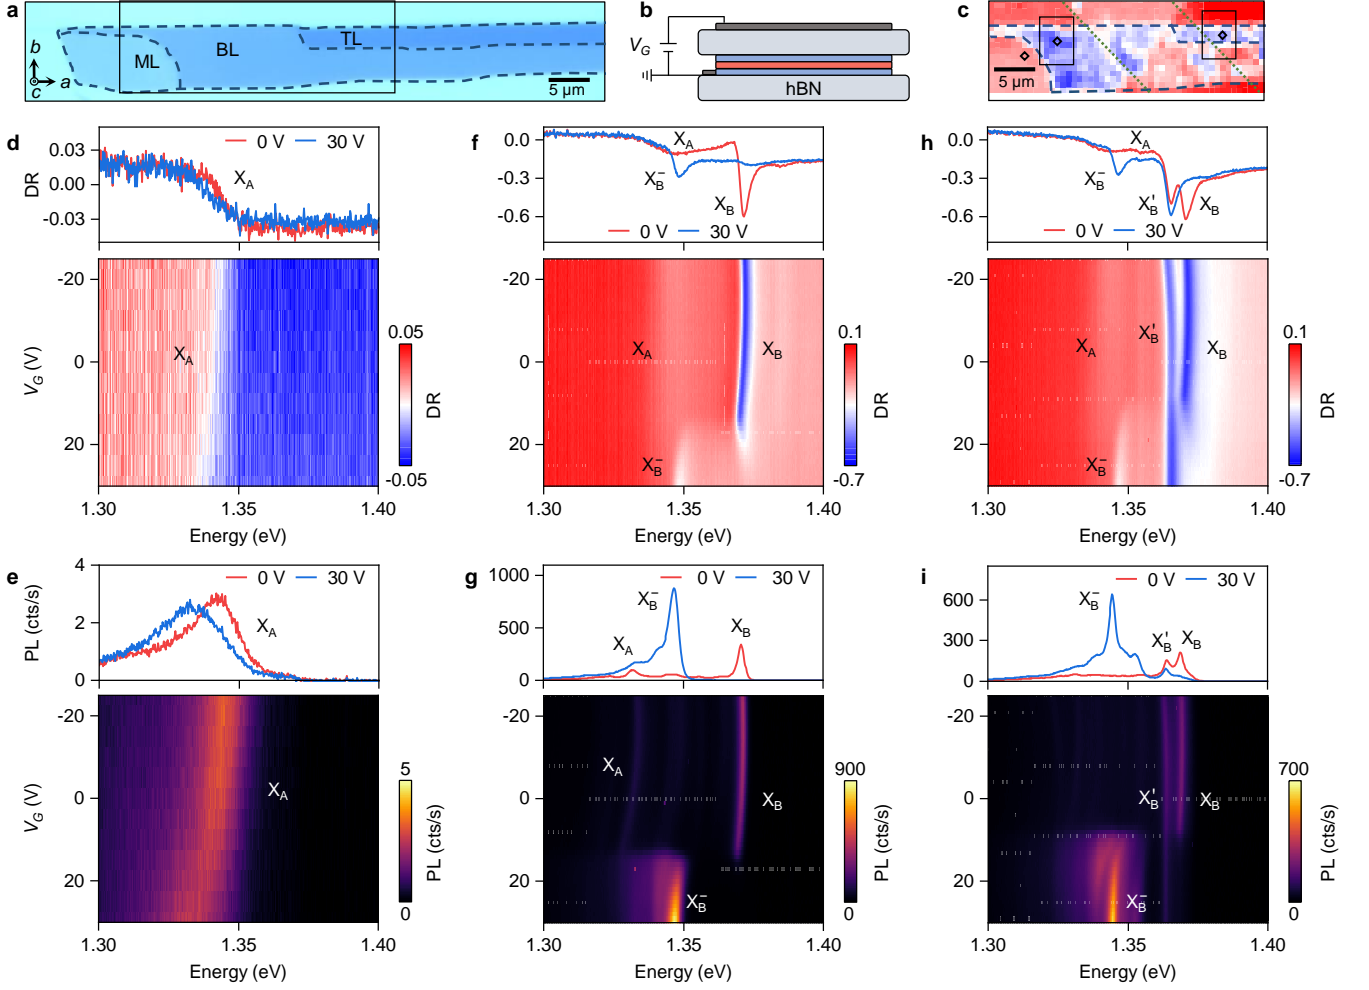 a
ML
BL
TL
b
a
c
5 μm
b
V_G
hBN
c
5 μm
d
0 V
30 V
0.03
0.00
-0.03
DR
X_A
-20
0
20
V_G (V)
X_A
0.05
-0.05
DR
1.30
1.35
1.40
Energy (eV)
f
0.0
-0.3
-0.6
X_A
X_B^-
X_B
0 V
30 V
X_A
X_B
X_B^-
0.1
-0.7
DR
1.30
1.35
1.40
Energy (eV)
h
0.0
-0.3
-0.6
X_A
X_B^-
X_B'
X_B
0 V
30 V
X_A
X_B'
X_B
X_B^-
0.1
-0.7
DR
1.30
1.35
1.40
Energy (eV)
e
0 V
30 V
4
2
0
PL (cts/s)
X_A
-20
0
20
V_G (V)
X_A
5
0
PL (cts/s)
1.30
1.35
1.40
Energy (eV)
g
0 V
30 V
1000
500
0
X_B^-
X_A
X_B
-20
0
20
X_A
X_B
X_B^-
900
0
PL (cts/s)
1.30
1.35
1.40
Energy (eV)
i
0 V
30 V
600
300
0
X_B^-
X_B'
X_B
-20
0
20
X_B'
X_B
X_B^-
700
0
PL (cts/s)
1.30
1.35
1.40
Energy (eV)